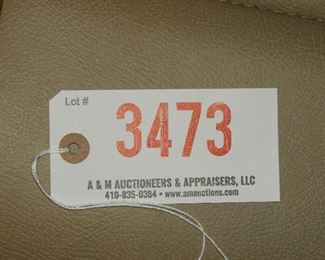 Lot #
3473
A & M AUCTIONEERS & APPRAISERS, LLC
410-835-0384 • www.amauctions.com